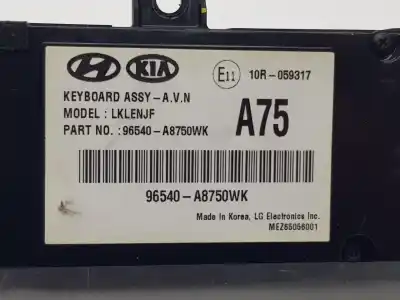 HYUNDAI KIA E11 10R-059317
KEYBOARD ASSY-A.V.N
MODEL : LKLENJF
PART NO. : 96540-A8750WK
A75
96540-A8750WK
Made in Korea, LG Electronics Inc.
MEZ65056001